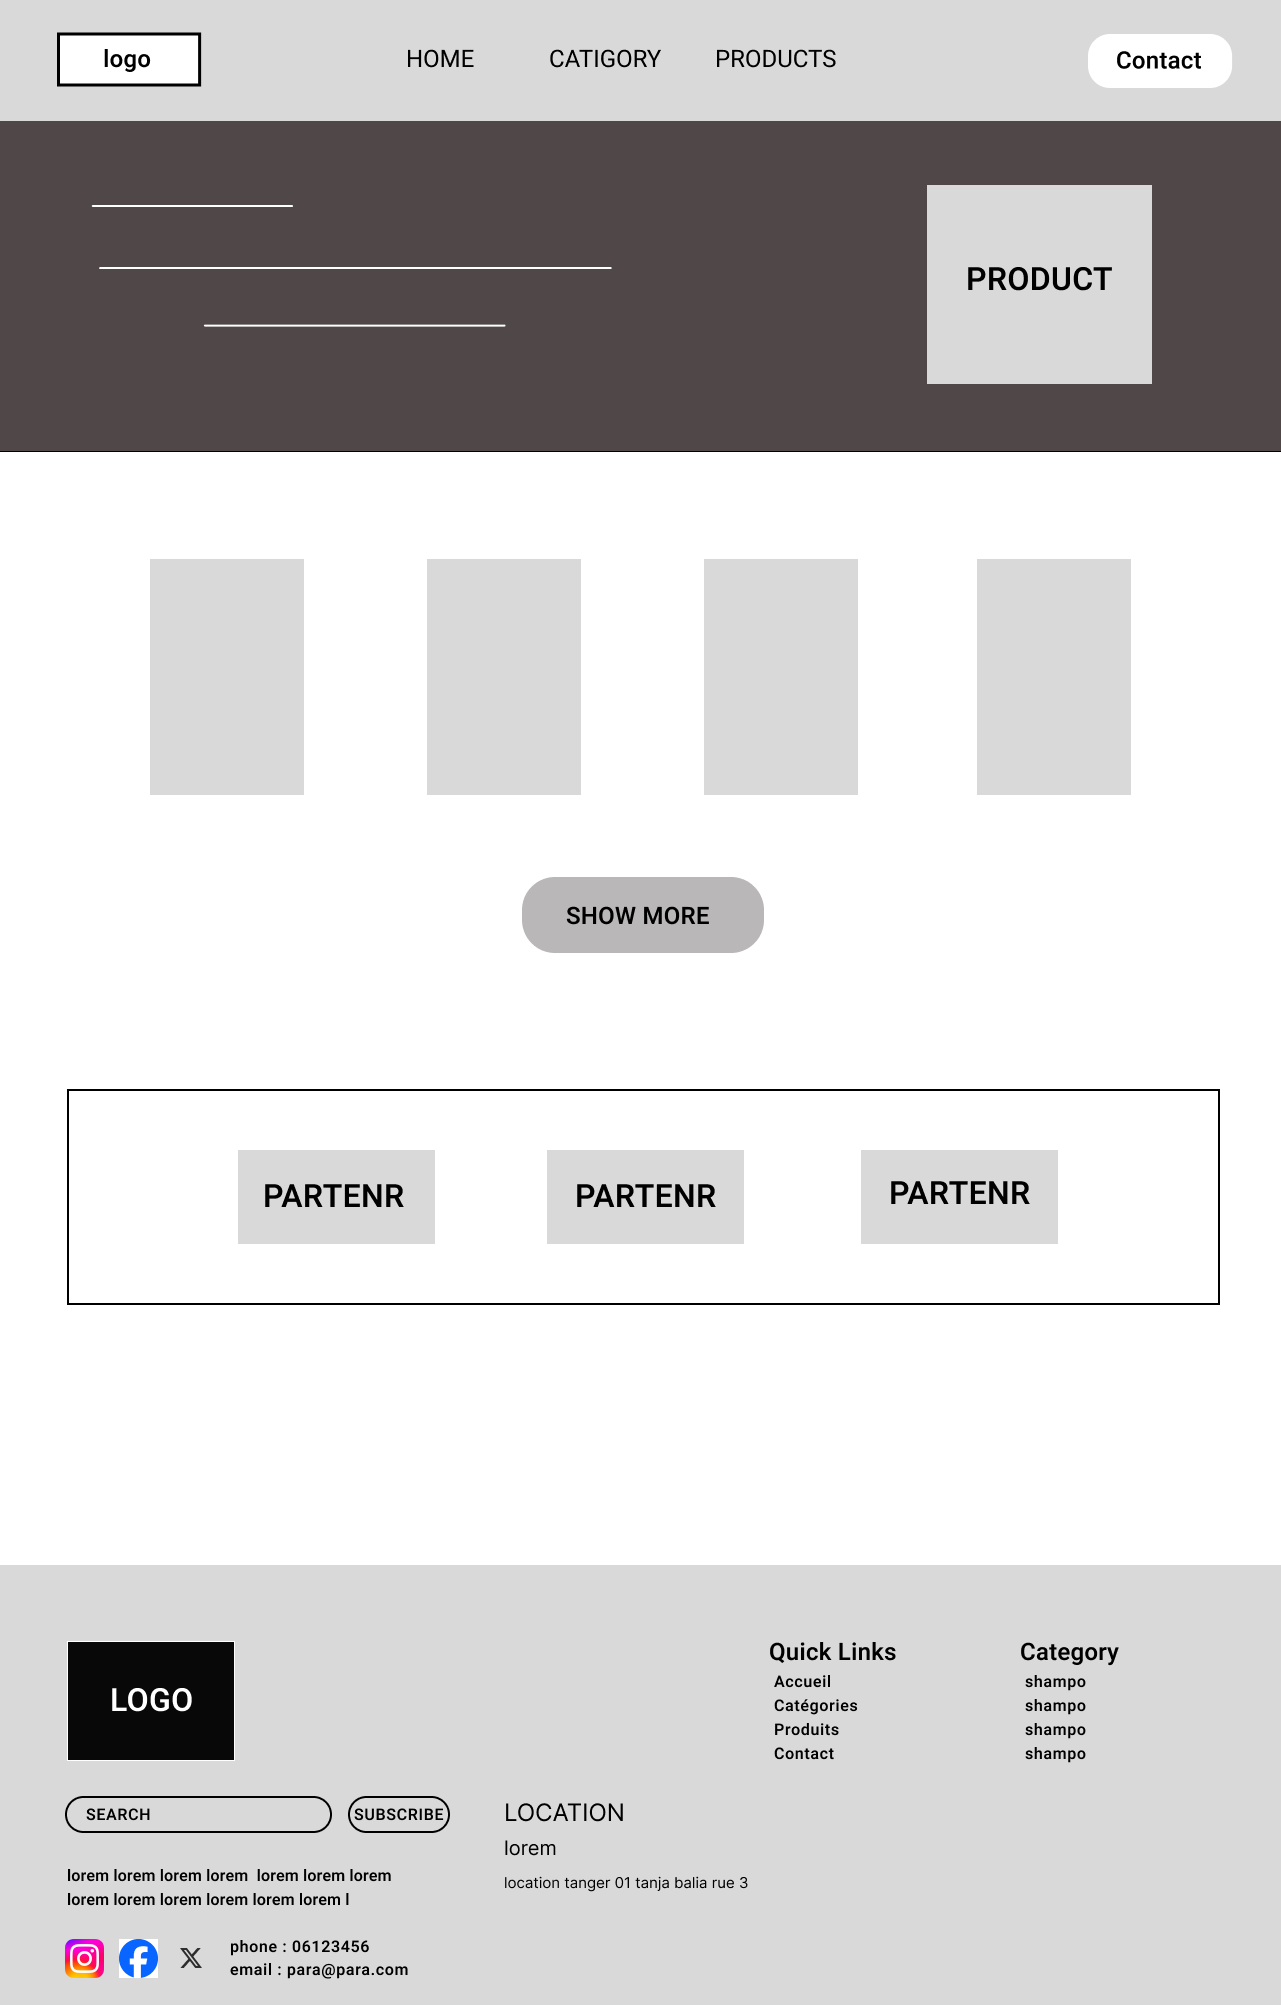 logo
HOME CATIGORY PRODUCTS
Contact
PRODUCT
SHOW MORE
PARTENR
PARTENR
PARTENR
LOGO
Quick Links
Accueil
Catégories
Produits
Contact
Category
shampo
shampo
shampo
shampo
SEARCH
SUBSCRIBE
LOCATION
lorem
location tanger 01 tanja balia rue 3
lorem lorem lorem lorem  lorem lorem lorem
lorem lorem lorem lorem lorem lorem l
phone : 06123456
email : para@para.com